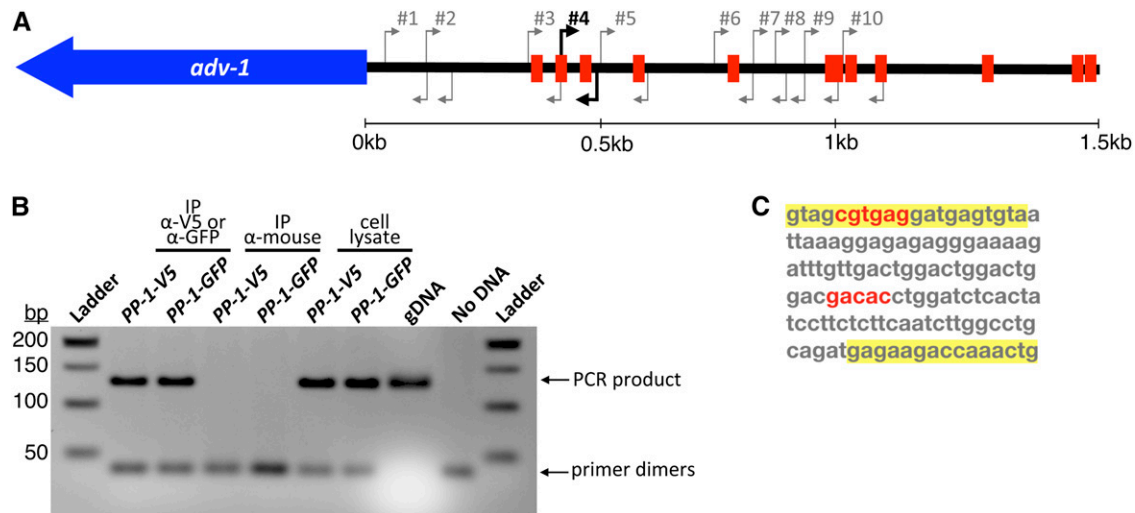 A
#1 #2 #3 #4 #5 #6 #7 #8 #9 #10
adv-1
0kb 0.5kb 1kb 1.5kb
B
IP
α-V5 or
α-GFP
IP
α-mouse
cell
lysate
Ladder
PP-1-V5
PP-1-GFP
PP-1-V5
PP-1-GFP
PP-1-V5
PP-1-GFP
gDNA
No DNA
Ladder
bp
200
150
100
50
PCR product
primer dimers
C
gtagcgtgaggatgagtgtaa
ttaaaggagagagggaaaag
atttgttgactggactggactg
gacgacacctggatctcacta
tccttctcttcaatcttggcctg
cagatgagaagaccaaactg